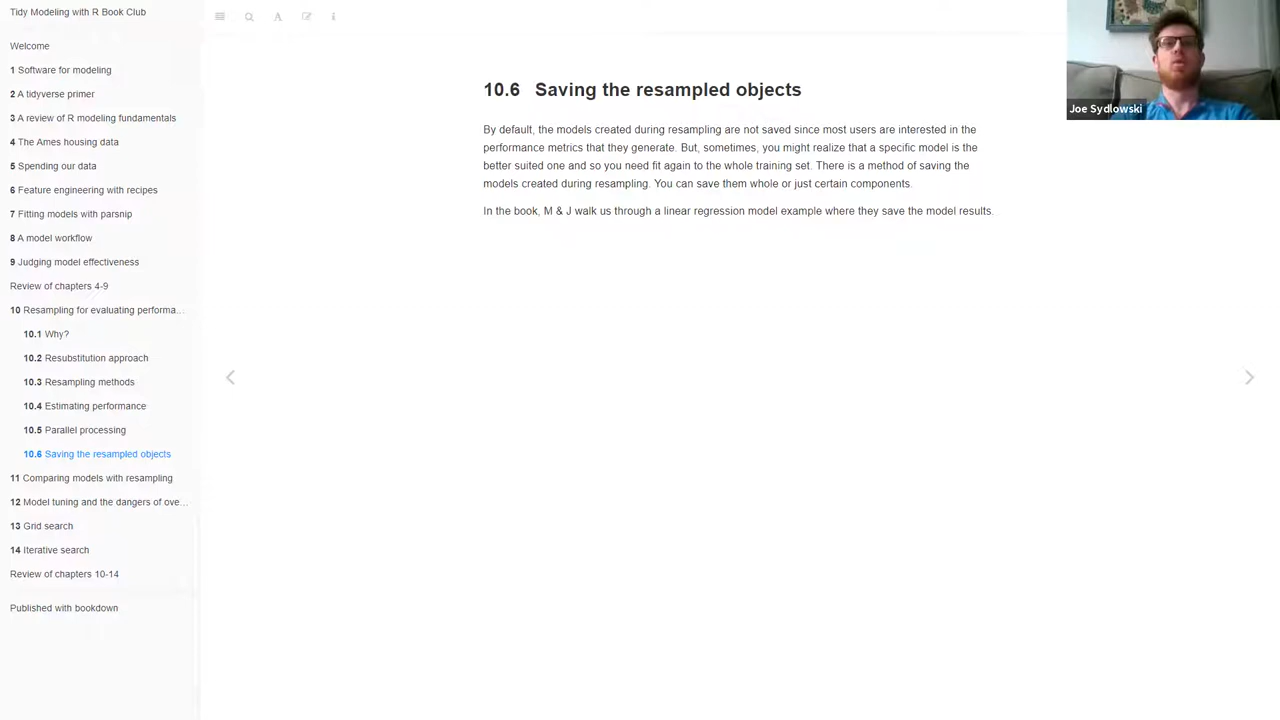 Tidy Modeling with R Book Club
Welcome
1 Software for modeling
2 A tidyverse primer
3 A review of R modeling fundamentals
4 The Ames housing data
5 Spending our data
6 Feature engineering with recipes
7 Fitting models with parsnip
8 A model workflow
9 Judging model effectiveness
Review of chapters 4-9
10 Resampling for evaluating performa...
10.1 Why?
10.2 Resubstitution approach
10.3 Resampling methods
10.4 Estimating performance
10.5 Parallel processing
10.6 Saving the resampled objects
11 Comparing models with resampling
12 Model tuning and the dangers of ove...
13 Grid search
14 Iterative search
Review of chapters 10-14
Published with bookdown
A
i
10.6 Saving the resampled objects
By default, the models created during resampling are not saved since most users are interested in the
performance metrics that they generate. But, sometimes, you might realize that a specific model is the
better suited one and so you need fit again to the whole training set. There is a method of saving the
models created during resampling. You can save them whole or just certain components.
In the book, M & J walk us through a linear regression model example where they save the model results.
Joe Sydlowski